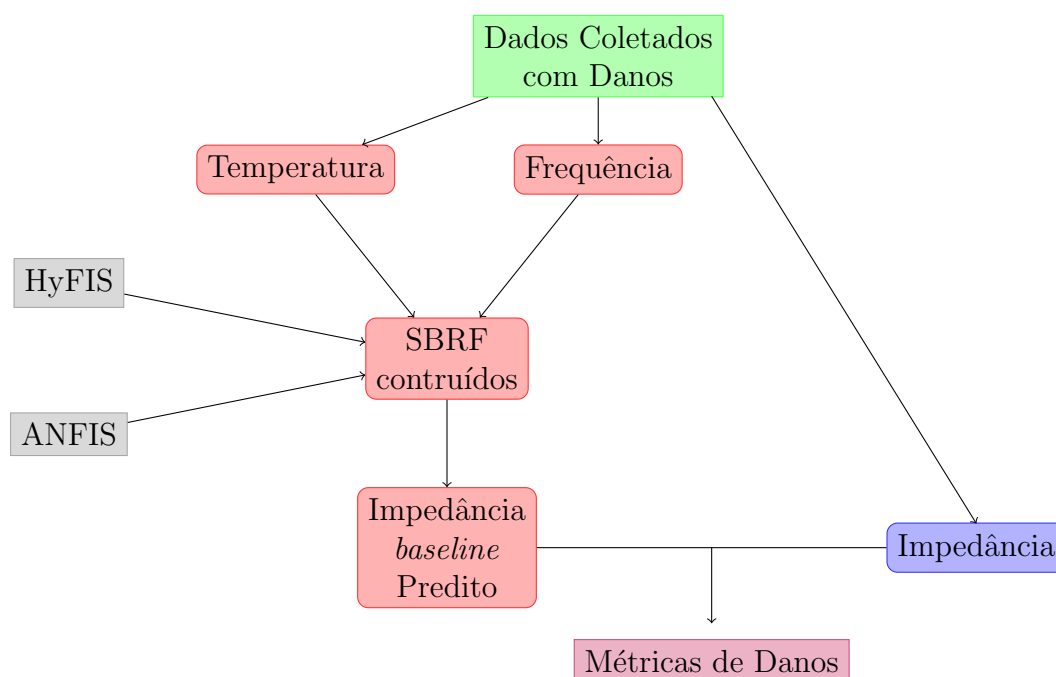 Dados Coletados
com Danos
Temperatura
Frequência
HyFIS
SBRF
contruídos
ANFIS
Impedância
baseline
Predito
Impedância
Métricas de Danos